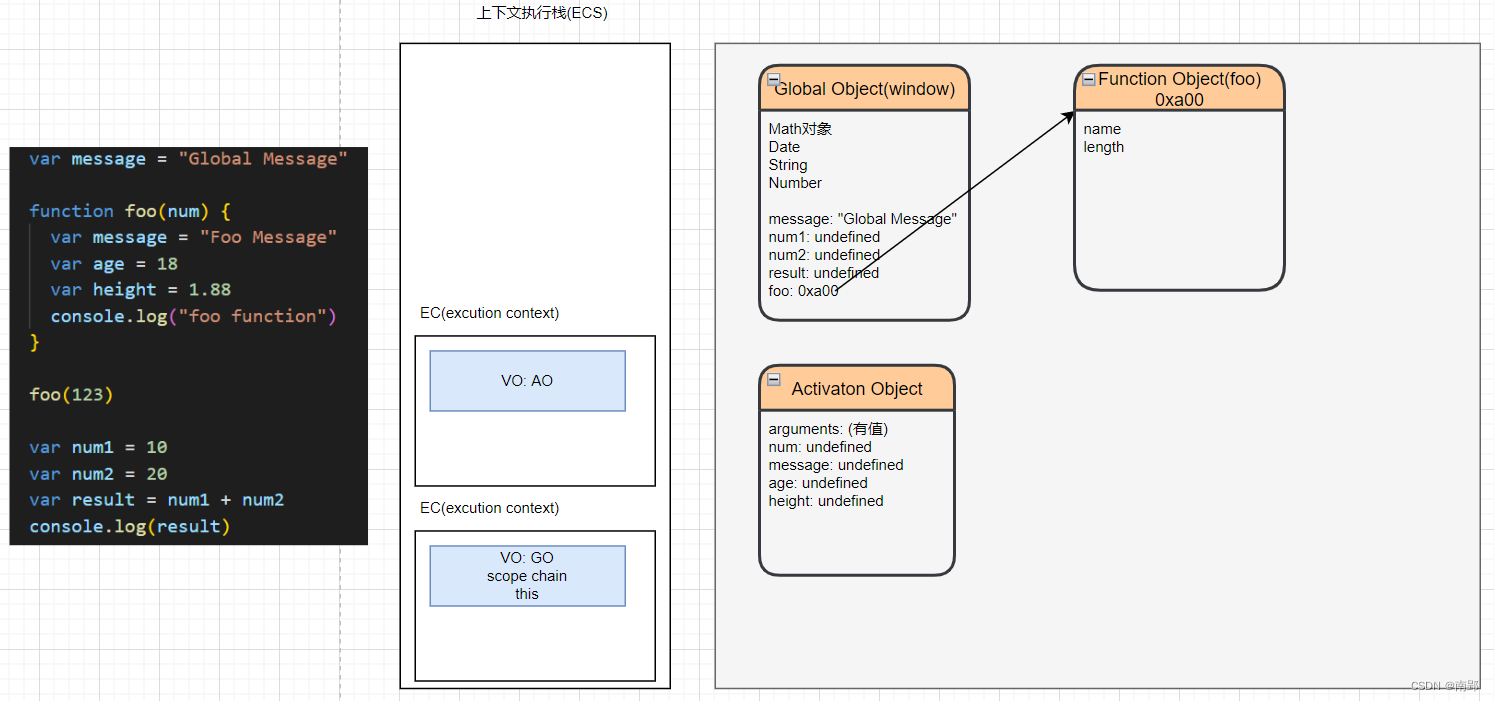 上下文执行栈(ECS)
var message = "Global Message"
function foo(num) {
var message = "Foo Message"
var age = 18
var height = 1.88
console.log("foo function")
}
foo(123)
var num1 = 10
var num2 = 20
var result = num1 + num2
console.log(result)
EC(excution context)
VO: AO
EC(excution context)
VO: GO
scope chain
this
Global Object(window)
Math对象
Date
String
Number
message: "Global Message"
num1: undefined
num2: undefined
result: undefined
foo: 0xa00
Function Object(foo)
0xa00
name
length
Activaton Object
arguments: (有值)
num: undefined
message: undefined
age: undefined
height: undefined
CSDN @南郢